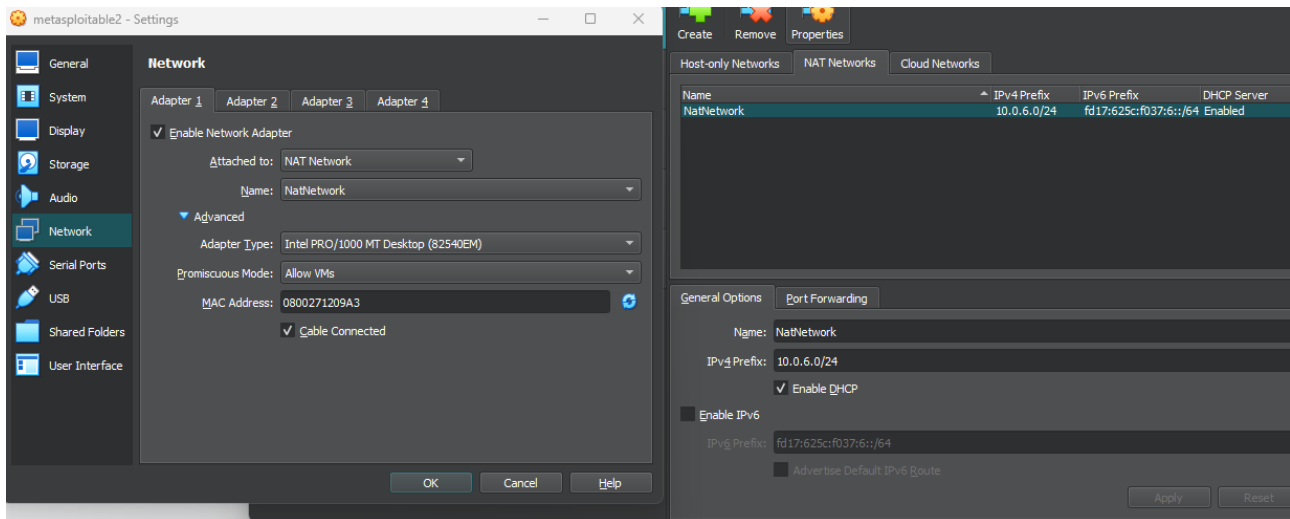 metasploitable2 - Settings
General
System
Display
Storage
Audio
Network
Serial Ports
USB
Shared Folders
User Interface
Network
Adapter 1 Adapter 2 Adapter 3 Adapter 4
Enable Network Adapter
Attached to: NAT Network
Name: NatNetwork
Advanced
Adapter Type: Intel PRO/1000 MT Desktop (82540EM)
Promiscuous Mode: Allow VMs
MAC Address: 0800271209A3
Cable Connected
OK Cancel Help
Create Remove Properties
Host-only Networks NAT Networks Cloud Networks
Name IPv4 Prefix IPv6 Prefix DHCP Server
NatNetwork 10.0.6.0/24 fd17:625c:f037:6::/64 Enabled
General Options Port Forwarding
Name: NatNetwork
IPv4 Prefix: 10.0.6.0/24
Enable DHCP
Enable IPv6
IPv6 Prefix: fd17:625c:f037:6::/64
Advertise Default IPv6 Route
Apply Reset